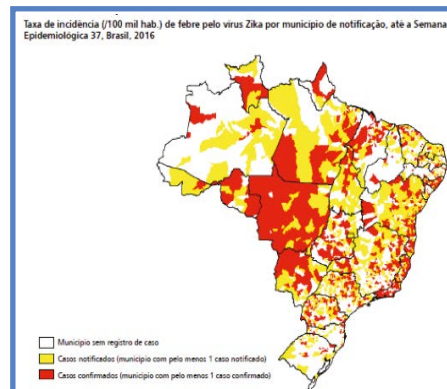 Taxa de incidência (/100 mil hab.) de febre pelo vírus Zika por município de notificação, até a Semana
Epidemiológica 37, Brasil, 2016
Município sem registro de caso
Casos notificados (município com pelo menos 1 caso notificado)
Casos confirmados (município com pelo menos 1 caso confirmado)